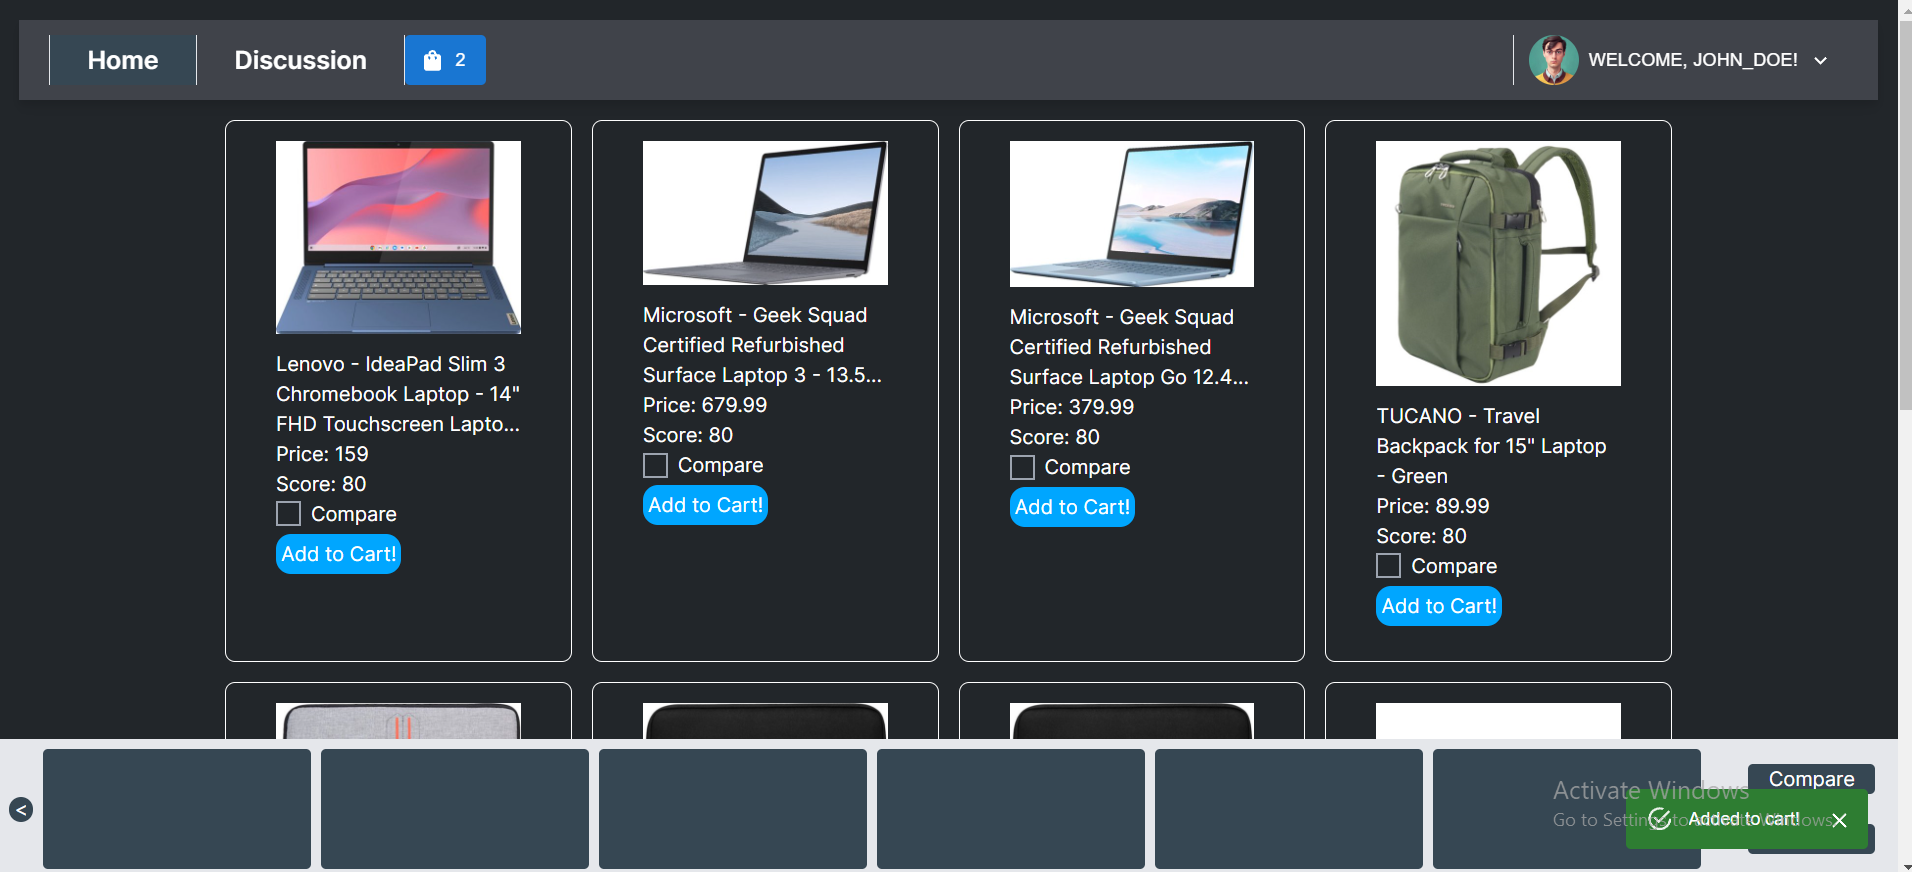 Home
Discussion
2
WELCOME, JOHN_DOE!
Lenovo - IdeaPad Slim 3
Chromebook Laptop - 14"
FHD Touchscreen Lapto...
Price: 159
Score: 80
Compare
Add to Cart!
Microsoft - Geek Squad
Certified Refurbished
Surface Laptop 3 - 13.5...
Price: 679.99
Score: 80
Compare
Add to Cart!
Microsoft - Geek Squad
Certified Refurbished
Surface Laptop Go 12.4...
Price: 379.99
Score: 80
Compare
Add to Cart!
TUCANO - Travel
Backpack for 15" Laptop
- Green
Price: 89.99
Score: 80
Compare
Add to Cart!
<
Compare
Activate Windows
Go to Settings to activate Windows.
Added to cart!